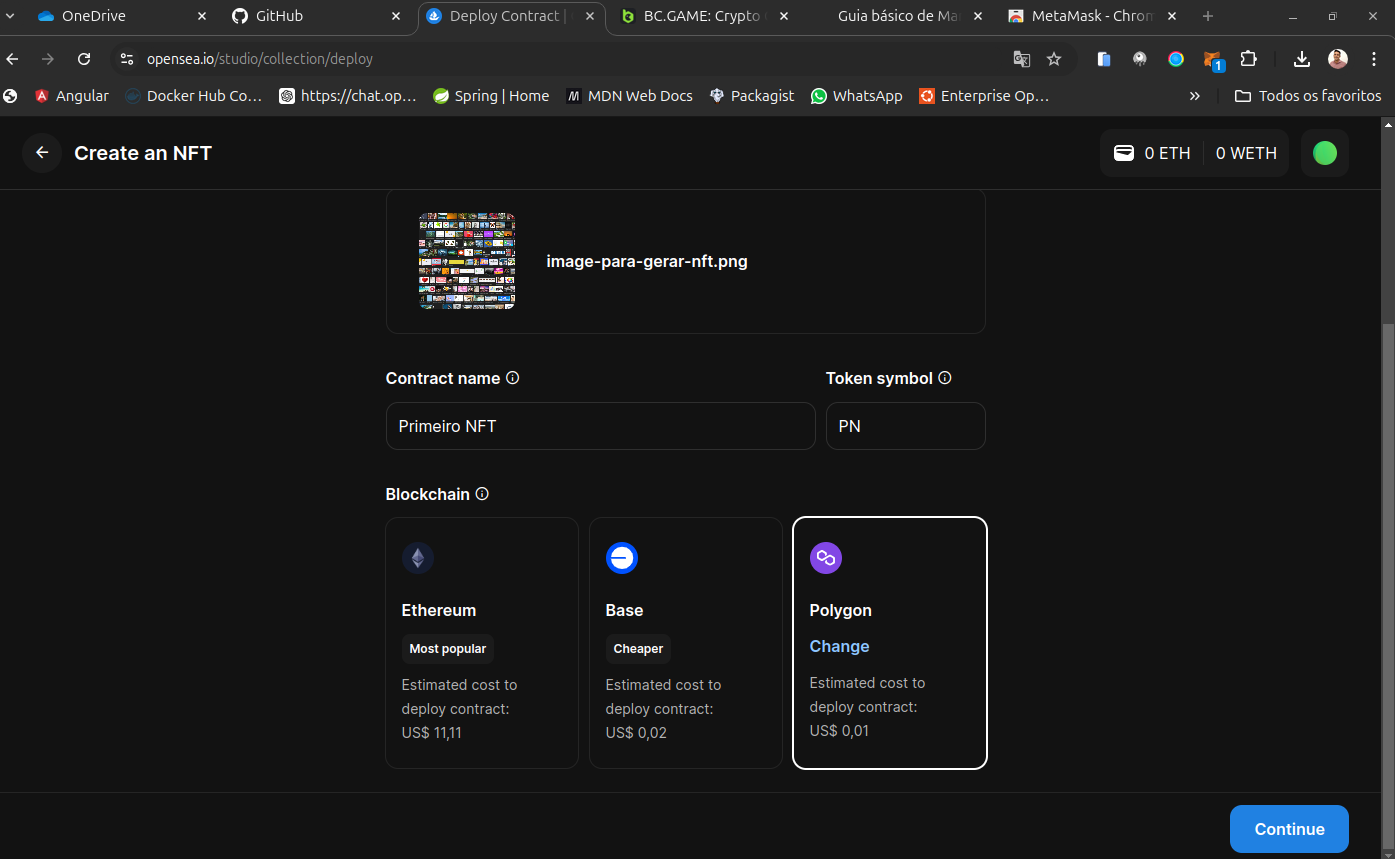 OneDrive
GitHub
Deploy Contract |
BC.GAME: Crypto
Guia básico de Ma
MetaMask - Chrom
opensea.io/studio/collection/deploy
1
Angular
Docker Hub Co…
https://chat.op…
Spring | Home
MDN Web Docs
Packagist
WhatsApp
Enterprise Op…
Todos os favoritos
Create an NFT
0 ETH
0 WETH
image-para-gerar-nft.png
Contract name
Token symbol
Primeiro NFT
PN
Blockchain
Ethereum
Most popular
Estimated cost to
deploy contract:
US$ 11,11
Base
Cheaper
Estimated cost to
deploy contract:
US$ 0,02
Polygon
Change
Estimated cost to
deploy contract:
US$ 0,01
Continue